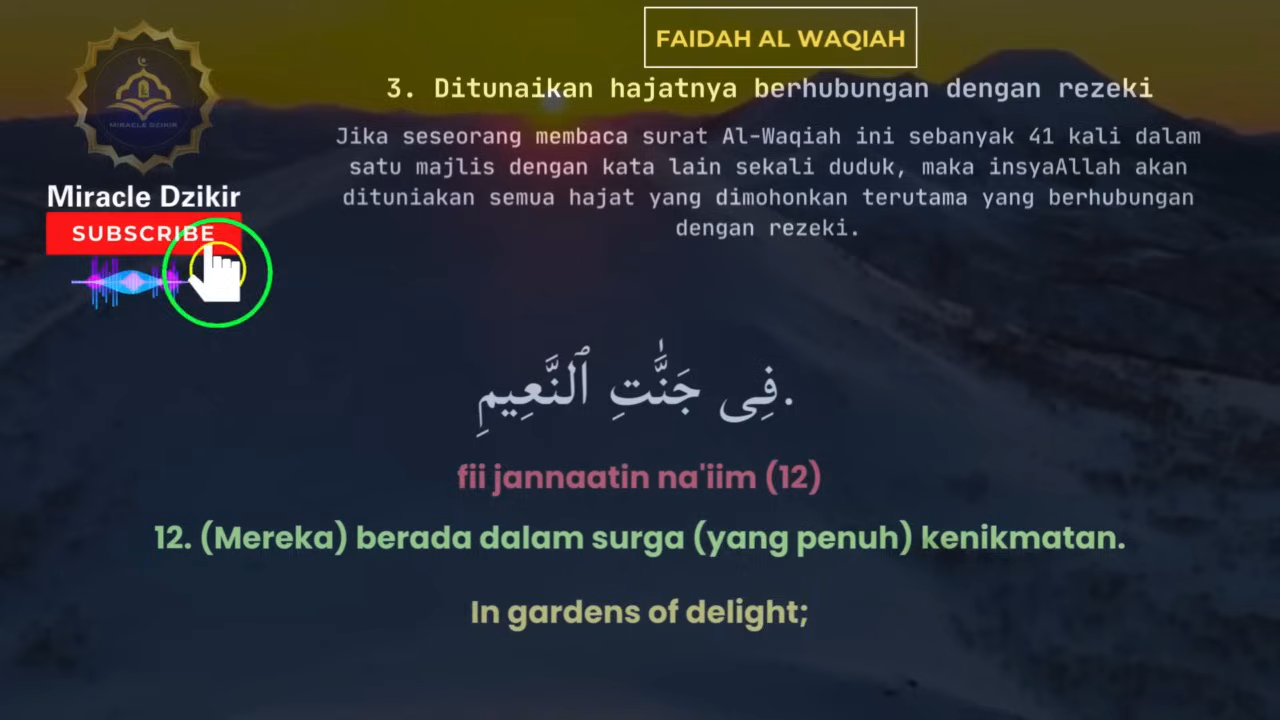 FAIDAH AL WAQIAH
3. Ditunaikan hajatnya berhubungan dengan rezeki
Jika seseorang membaca surat Al-Waqiah ini sebanyak 41 kali dalam
satu majlis dengan kata lain sekali duduk, maka insyaAllah akan
dituniakan semua hajat yang dimohonkan terutama yang berhubungan
dengan rezeki.
MIRACLE DZIKIR
Miracle Dzikir
SUBSCRIBE
فِى جَنَّٰتِ ٱلنَّعِيمِ.
fii jannaatin na'iim (12)
12. (Mereka) berada dalam surga (yang penuh) kenikmatan.
In gardens of delight;